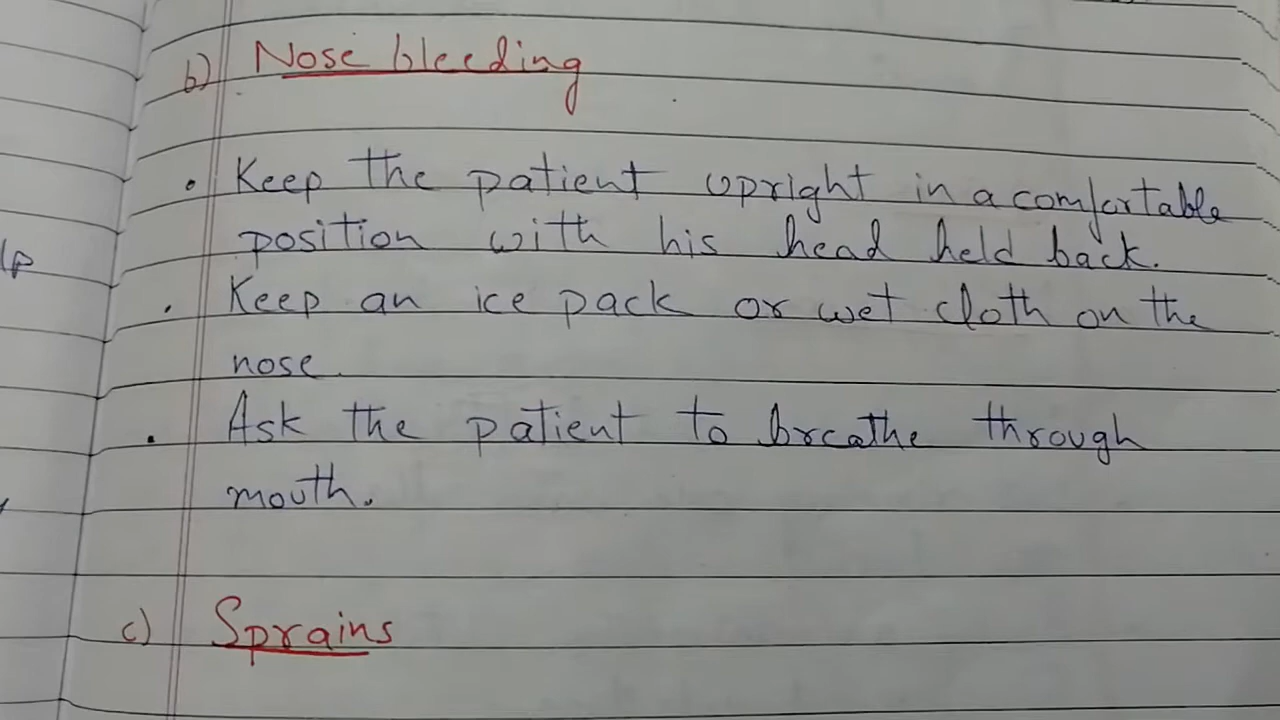 b) Nose bleeding
• Keep the patient upright in a comfortable
position with his head held back.
• Keep an ice pack or wet cloth on the
nose.
• Ask the patient to breathe through
mouth.
c) Sprains